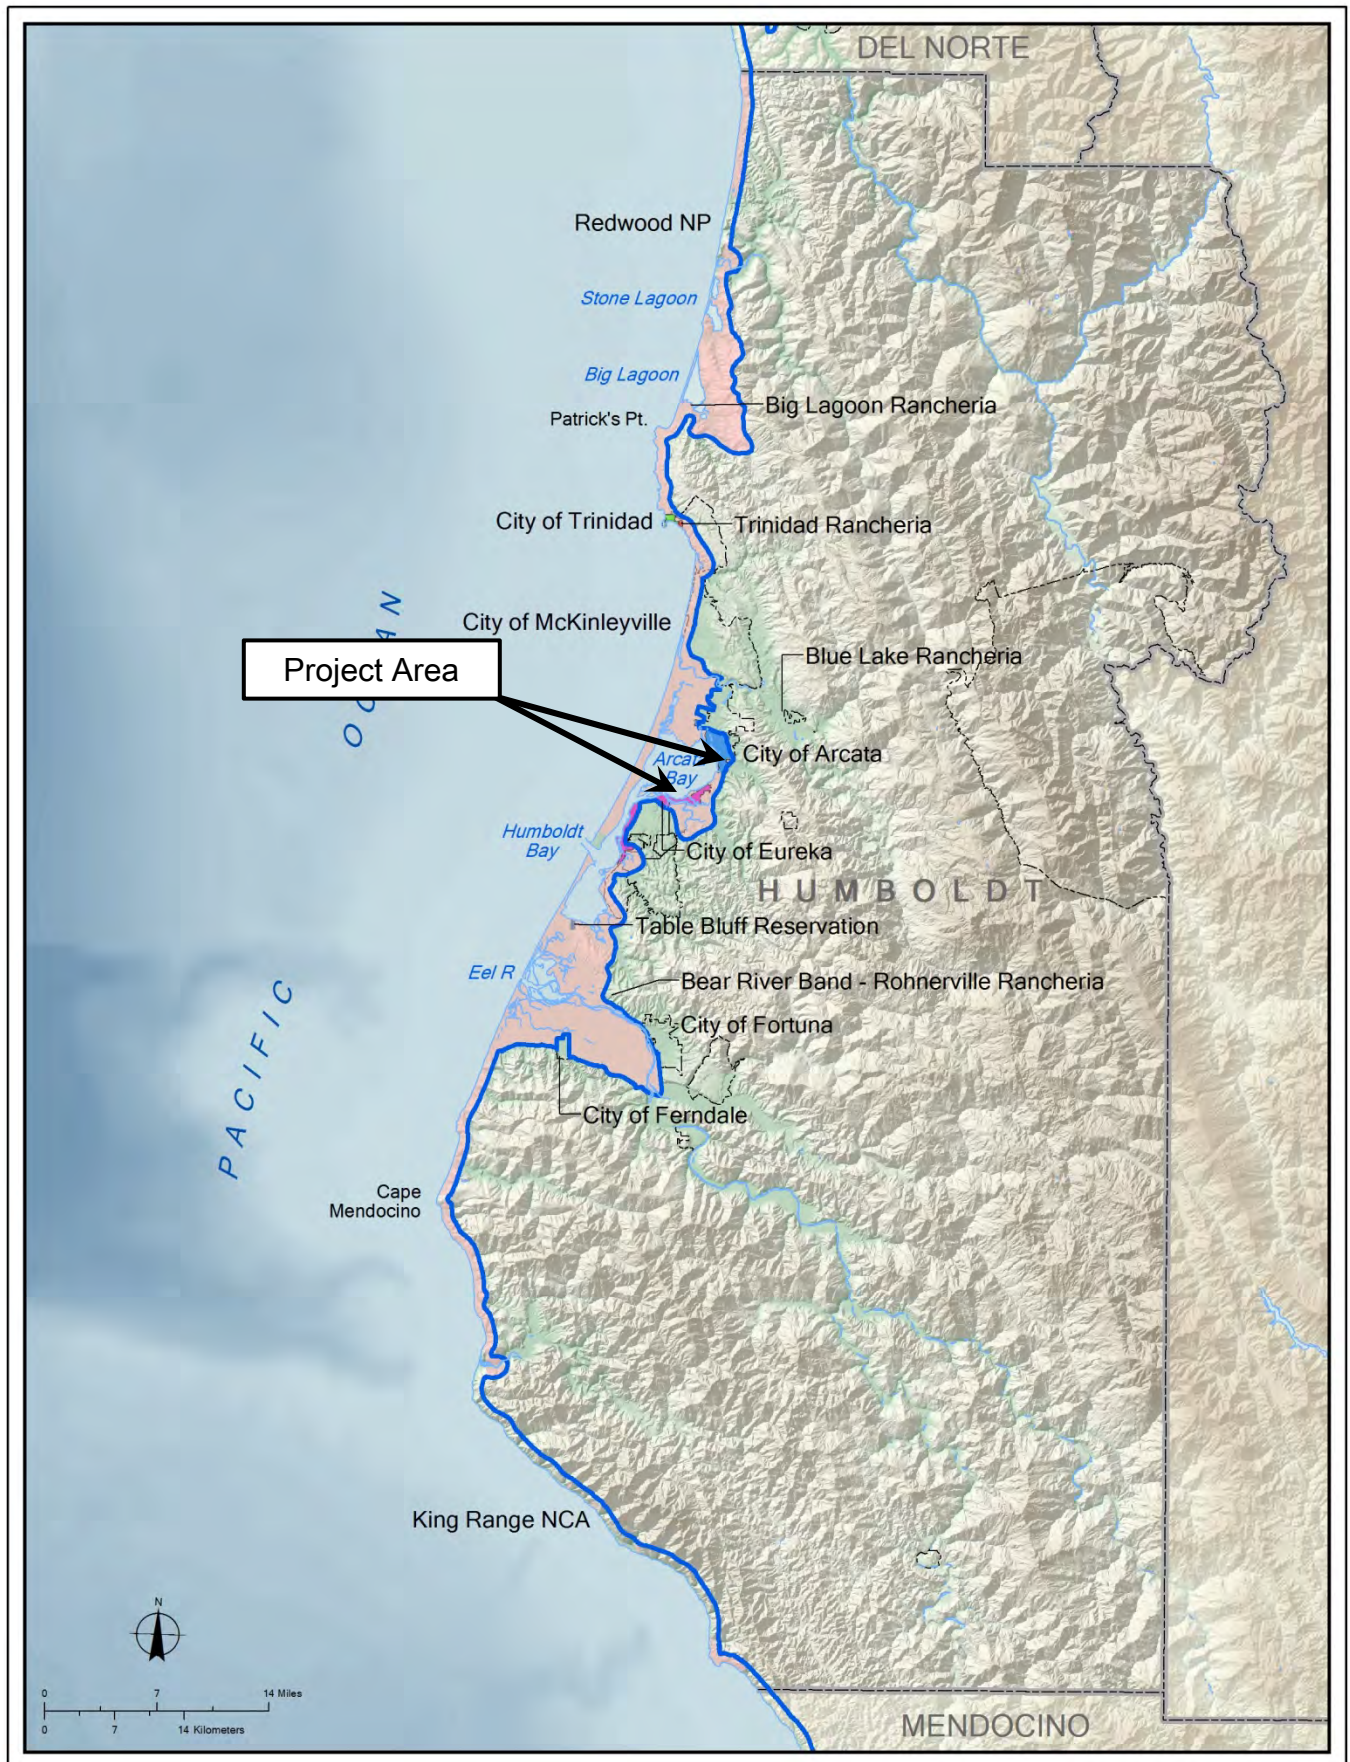 DEL NORTE
Redwood NP
Stone Lagoon
Big Lagoon
Big Lagoon Rancheria
Patrick's Pt.
City of Trinidad
Trinidad Rancheria
OCEAN
City of McKinleyville
Project Area
Blue Lake Rancheria
City of Arcata
Arcata
Bay
Humboldt
Bay
City of Eureka
HUMBOLDT
Table Bluff Reservation
Eel R
Bear River Band - Rohnerville Rancheria
PACIFIC
City of Fortuna
City of Ferndale
Cape
Mendocino
King Range NCA
N
0 7 14 Miles
0 7 14 Kilometers
MENDOCINO